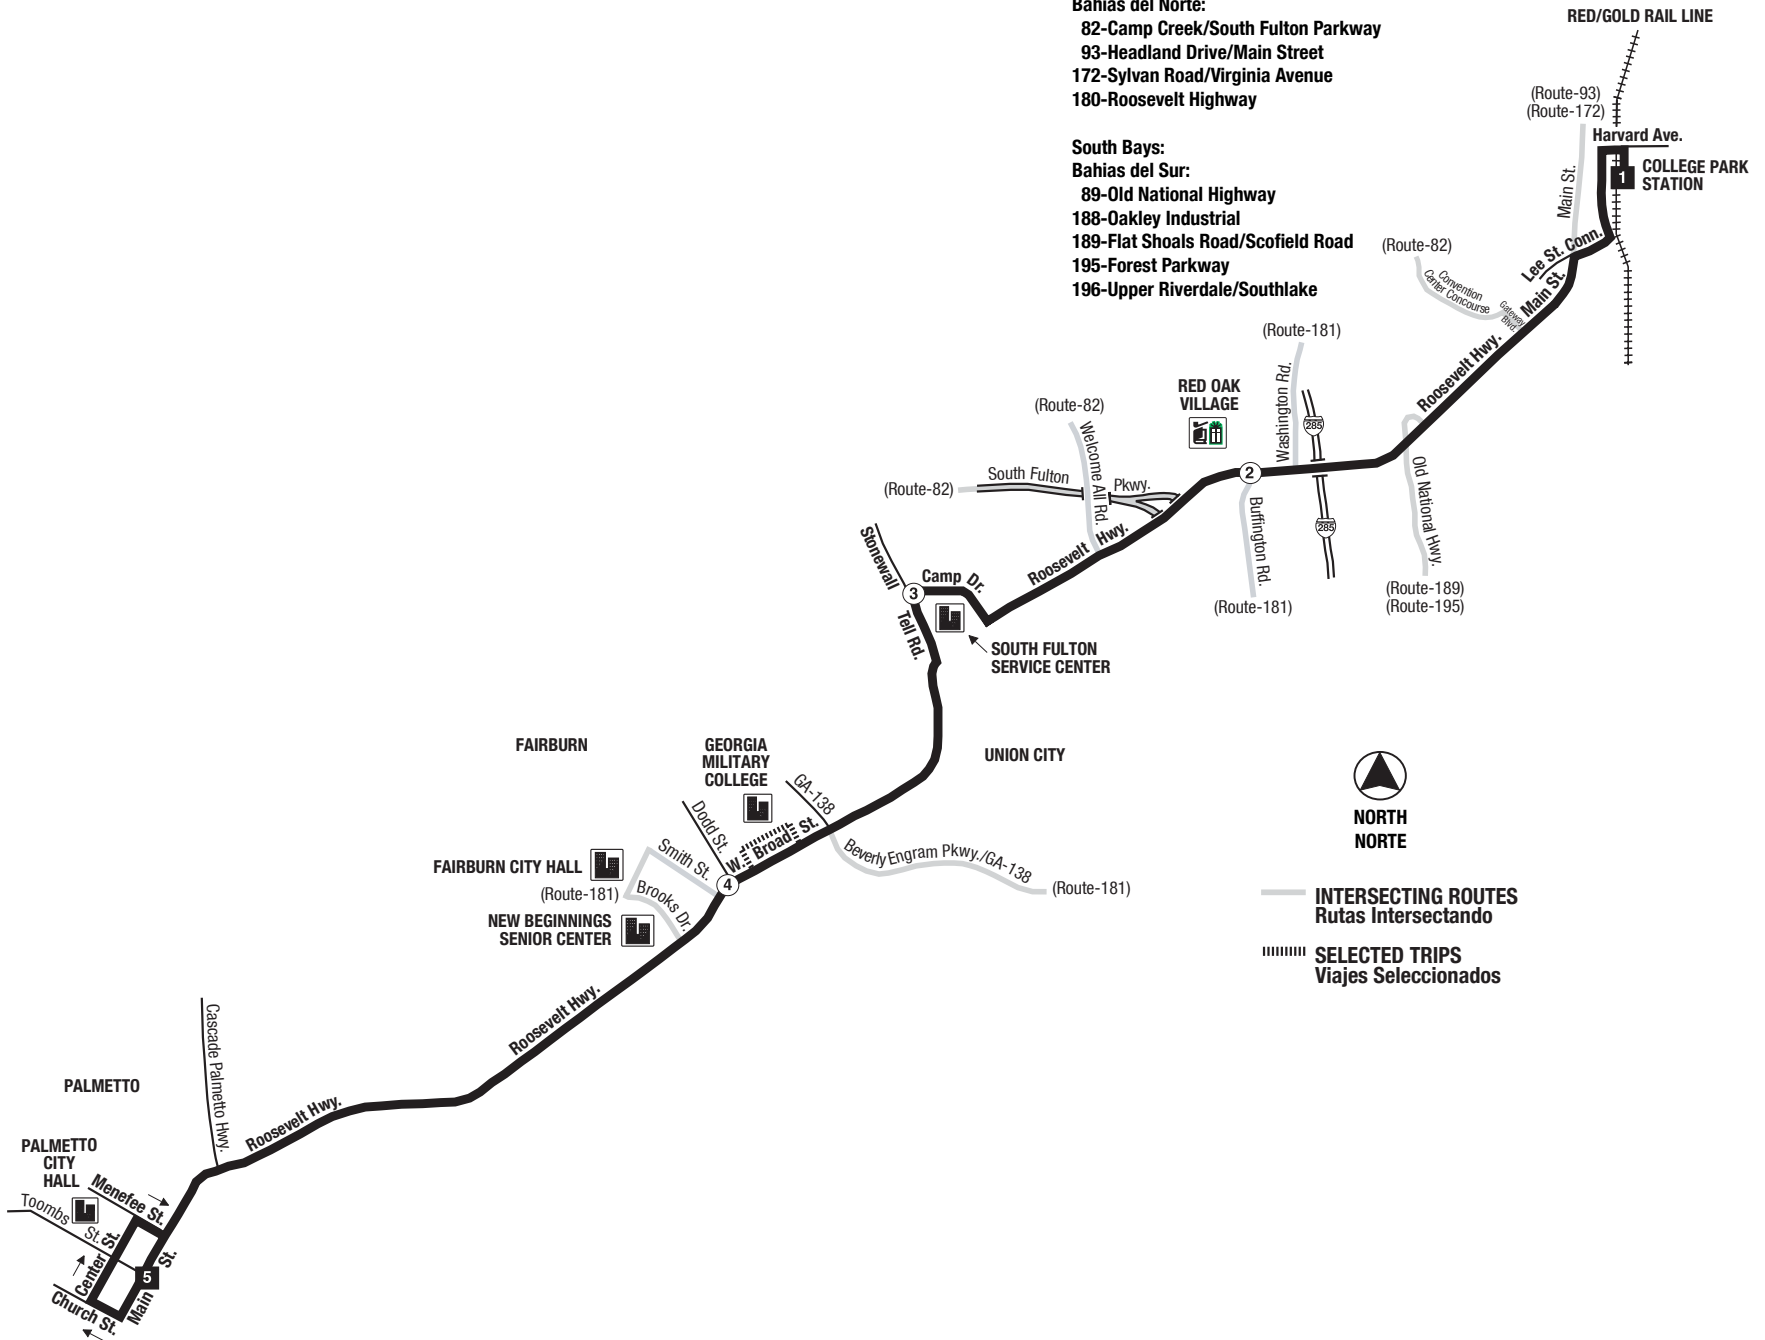 Bahias del Norte:
82-Camp Creek/South Fulton Parkway
93-Headland Drive/Main Street
172-Sylvan Road/Virginia Avenue
180-Roosevelt Highway
South Bays:
Bahias del Sur:
89-Old National Highway
188-Oakley Industrial
189-Flat Shoals Road/Scofield Road
195-Forest Parkway
196-Upper Riverdale/Southlake
RED/GOLD RAIL LINE
(Route-93)
(Route-172)
Harvard Ave.
1
COLLEGE PARK
STATION
Main St.
Lee St. Conn.
Main St.
(Route-82)
Convention
Center Concourse
Gateway
Blvd.
Roosevelt Hwy.
(Route-181)
Washington Rd.
285
285
RED OAK
VILLAGE
2
Buffington Rd.
(Route-181)
Old National Hwy.
(Route-189)
(Route-195)
(Route-82)
Welcome All Rd.
(Route-82)
South Fulton
Pkwy.
Roosevelt Hwy.
Stonewall
Tell Rd.
3
Camp Dr.
SOUTH FULTON
SERVICE CENTER
FAIRBURN
GEORGIA
MILITARY
COLLEGE
UNION CITY
GA-138
Dodd St.
W. Broad St.
Beverly Engram Pkwy./GA-138
(Route-181)
FAIRBURN CITY HALL
Smith St.
4
(Route-181)
Brooks Dr.
NEW BEGINNINGS
SENIOR CENTER
NORTH
NORTE
INTERSECTING ROUTES
Rutas Intersectando
SELECTED TRIPS
Viajes Seleccionados
Roosevelt Hwy.
Cascade Palmetto Hwy.
PALMETTO
Roosevelt Hwy.
PALMETTO
CITY
HALL
Menefee St.
Toombs St.
Center St.
5
Main St.
Church St.